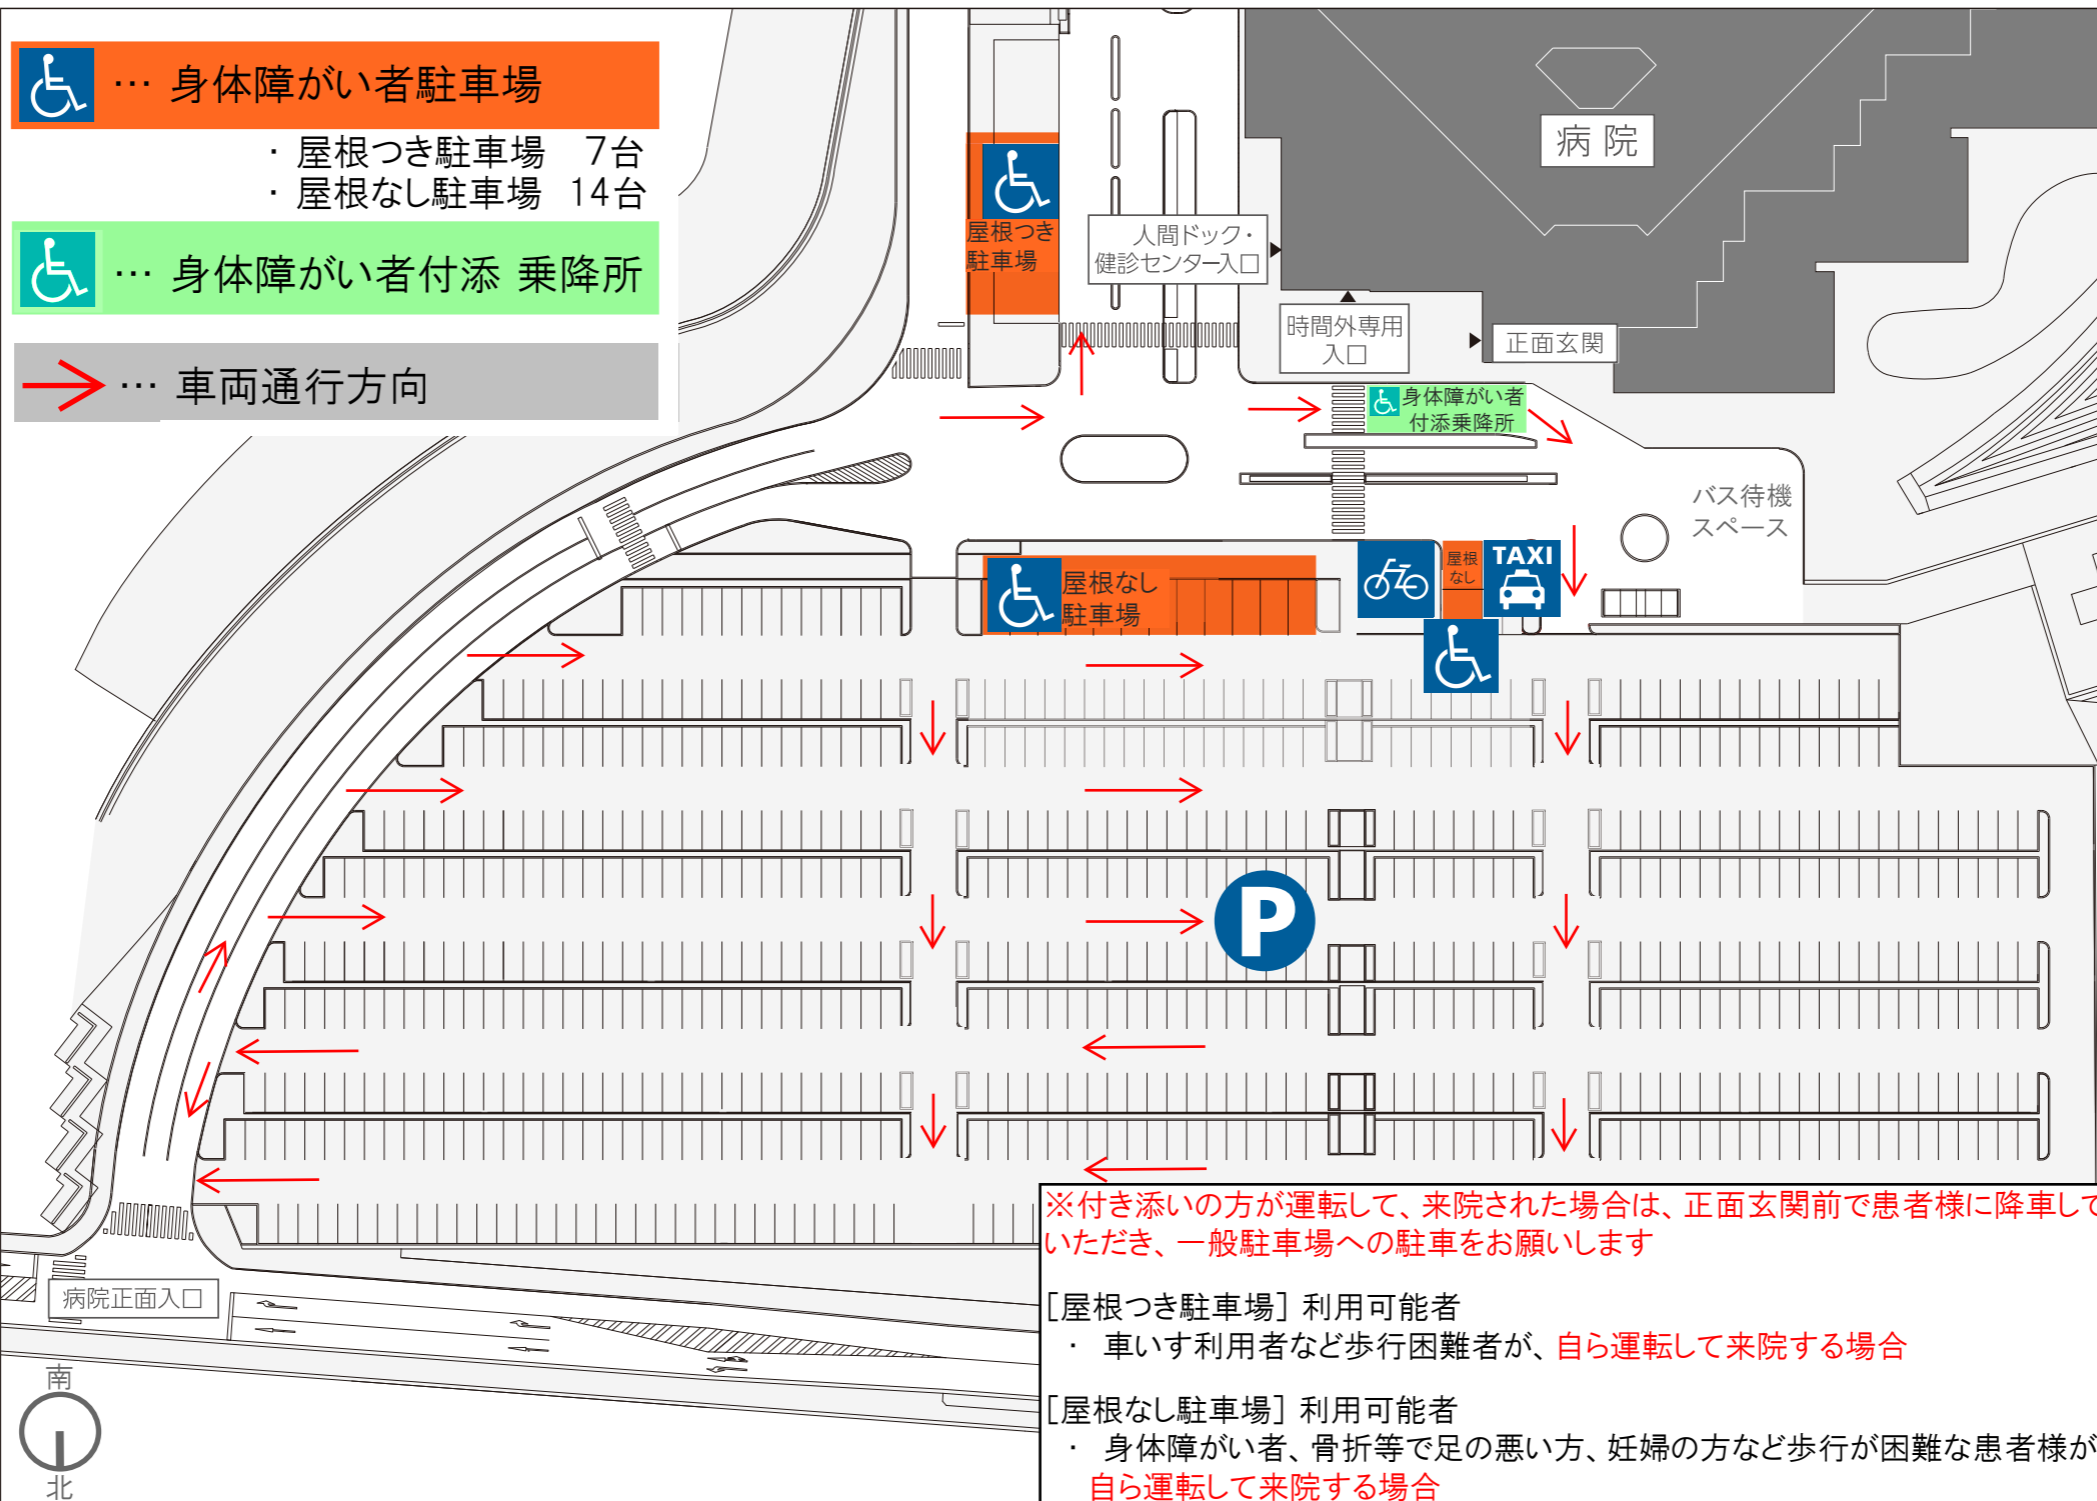 … 身体障がい者駐車場
・ 屋根つき駐車場 7台
・ 屋根なし駐車場 14台
… 身体障がい者付添 乗降所
… 車両通行方向
病院
屋根つき
駐車場
人間ドック・
健診センター入口
時間外専用
入口
正面玄関
身体障がい者
付添乗降所
バス待機
スペース
屋根なし
駐車場
屋根
なし
TAXI
P
※付き添いの方が運転して、来院された場合は、正面玄関前で患者様に降車して
いただき、一般駐車場への駐車をお願いします
[屋根つき駐車場] 利用可能者
・ 車いす利用者など歩行困難者が、自ら運転して来院する場合
[屋根なし駐車場] 利用可能者
・ 身体障がい者、骨折等で足の悪い方、妊婦の方など歩行が困難な患者様が
自ら運転して来院する場合
病院正面入口
南
北